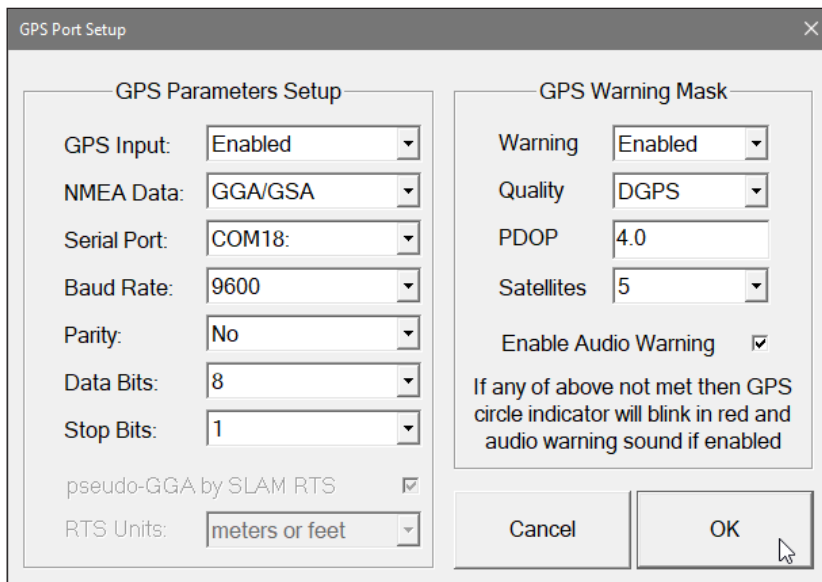 GPS Port Setup
GPS Parameters Setup
GPS Input: Enabled
NMEA Data: GGA/GSA
Serial Port: COM18:
Baud Rate: 9600
Parity: No
Data Bits: 8
Stop Bits: 1
pseudo-GGA by SLAM RTS
RTS Units: meters or feet
GPS Warning Mask
Warning Enabled
Quality DGPS
PDOP 4.0
Satellites 5
Enable Audio Warning
If any of above not met then GPS
circle indicator will blink in red and
audio warning sound if enabled
Cancel OK